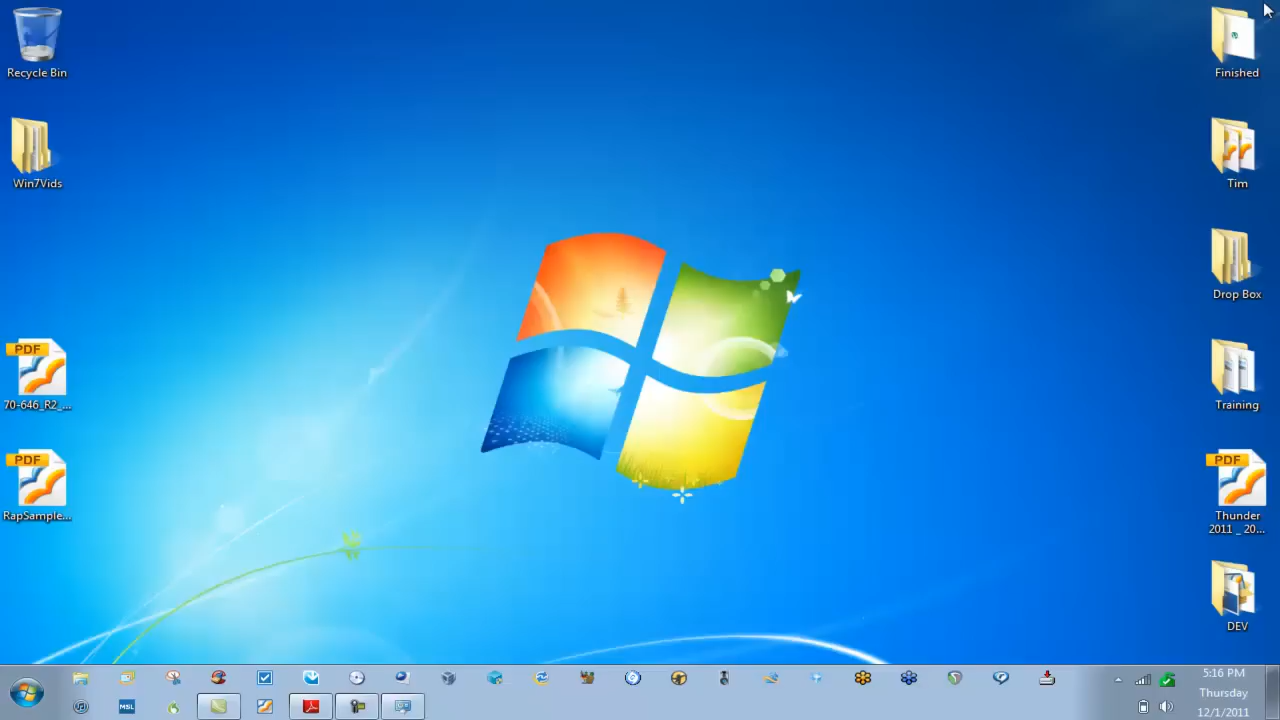 Recycle Bin
Win7Vids
PDF
70-646_R2_...
PDF
RapSample...
Finished
Tim
Drop Box
Training
PDF
Thunder
2011 _ 20...
DEV
MSL
5:16 PM
Thursday
12/1/2011